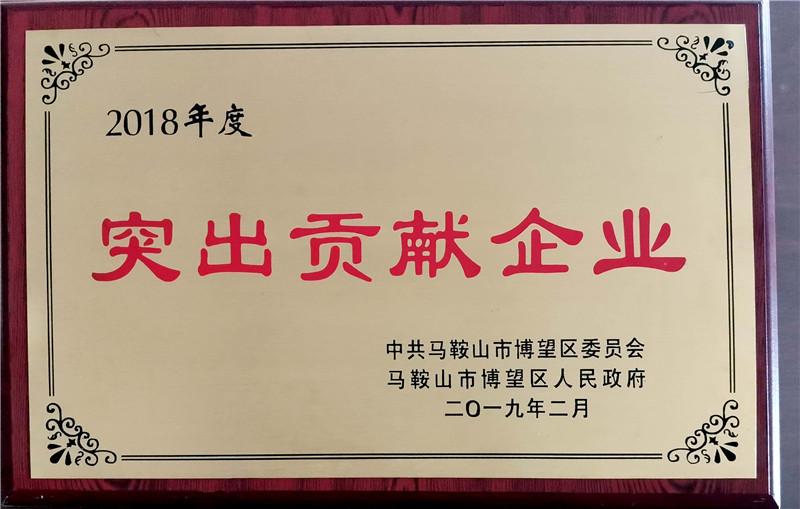 2018年度
突出贡献企业
中共马鞍山市博望区委员会
马鞍山市博望区人民政府
二〇一九年二月